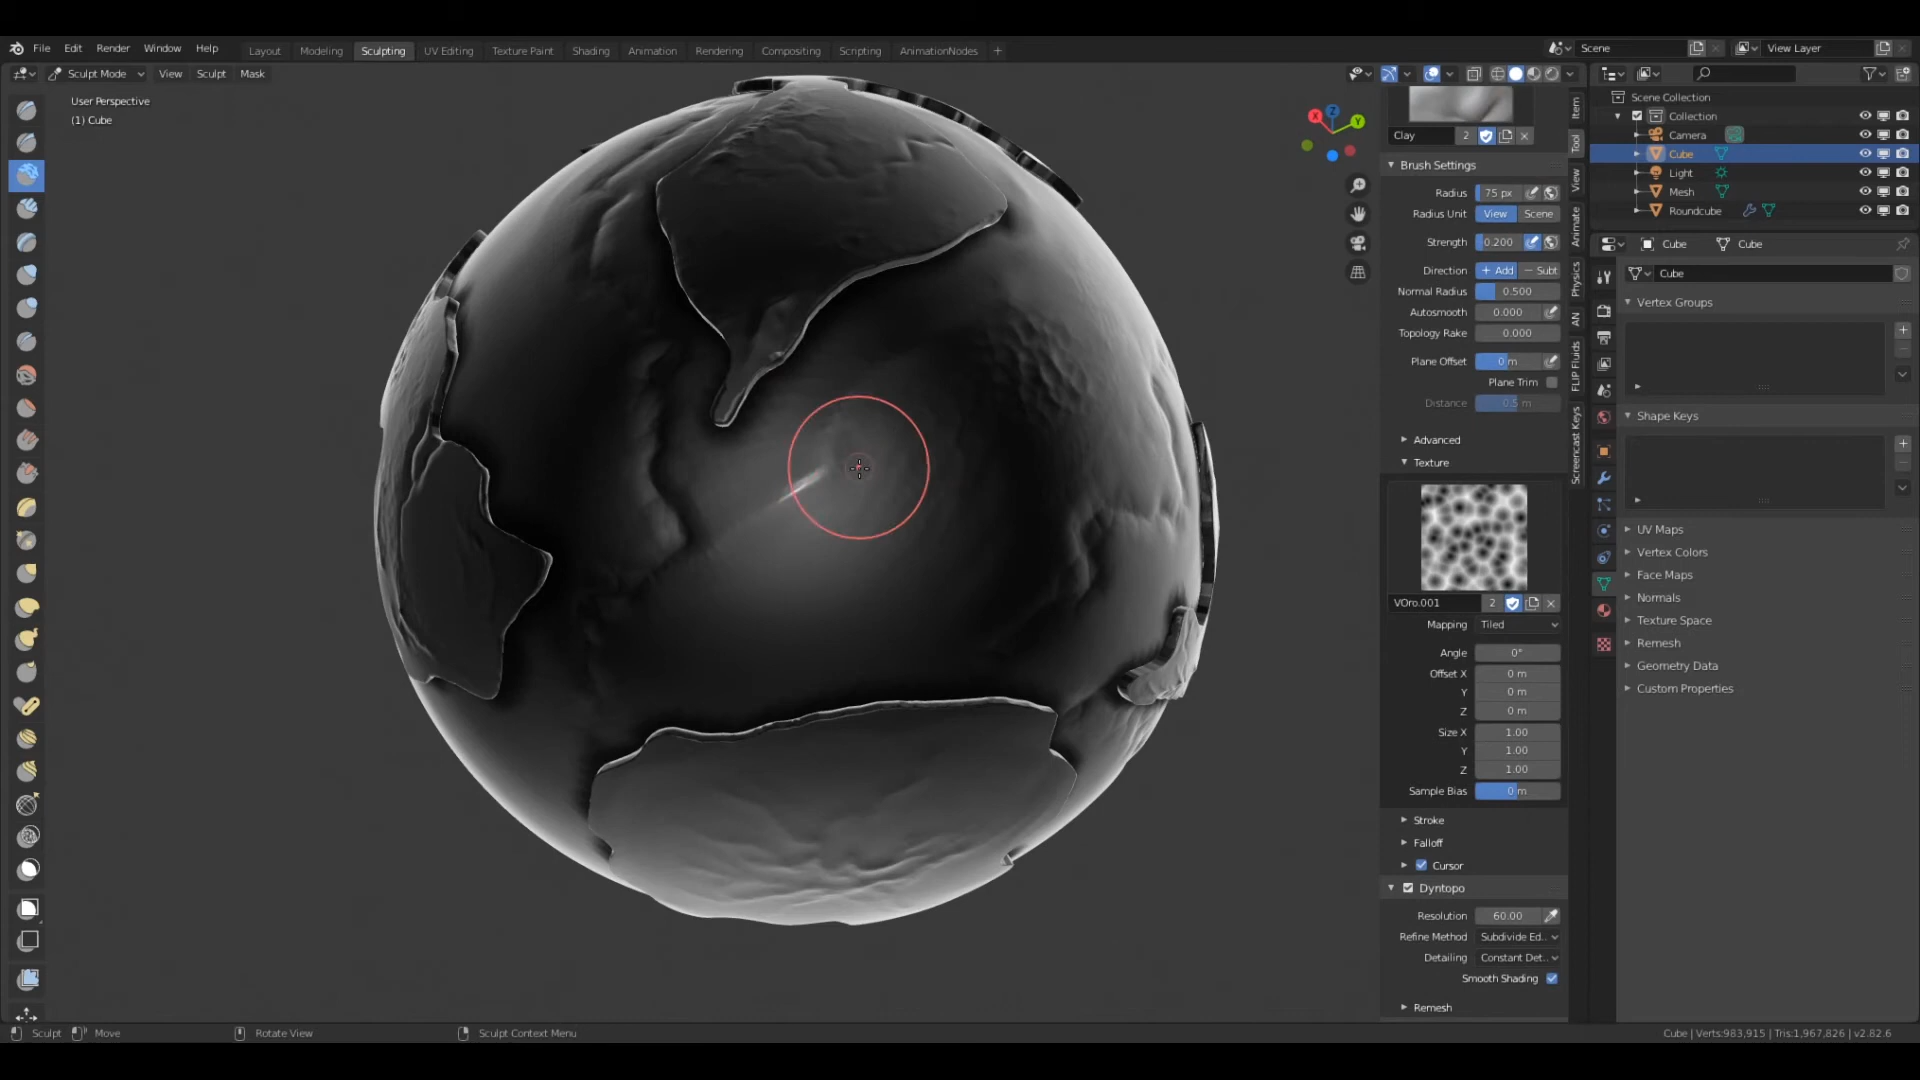 File Edit Render Window Help
Layout Modeling Sculpting UV Editing Texture Paint Shading Animation Rendering Compositing Scripting AnimationNodes +
Scene
View Layer
Sculpt Mode View Sculpt Mask
User Perspective
(1) Cube
X Y Z
Clay 2
Brush Settings
Radius 75 px
Radius Unit View Scene
Strength 0.200
Direction + Add − Subt
Normal Radius 0.500
Autosmooth 0.000
Topology Rake 0.000
Plane Offset 0 m
Plane Trim
Distance 0.5 m
Advanced
Texture
VOro.001 2
Mapping Tiled
Angle 0°
Offset X 0 m
Y 0 m
Z 0 m
Size X 1.00
Y 1.00
Z 1.00
Sample Bias 0 m
Stroke
Falloff
Cursor
Dyntopo
Resolution 60.00
Refine Method Subdivide Ed..
Detailing Constant Det..
Smooth Shading
Remesh
Item
Tool
View
Animate
Physics
AN
FLIP Fluids
Screencast Keys
Scene Collection
Collection
Camera
Cube
Light
Mesh
Roundcube
Cube Cube
Cube
Vertex Groups
Shape Keys
UV Maps
Vertex Colors
Face Maps
Normals
Texture Space
Remesh
Geometry Data
Custom Properties
Sculpt Move Rotate View Sculpt Context Menu
Cube | Verts:983,915 | Tris:1,967,826 | v2.82.6